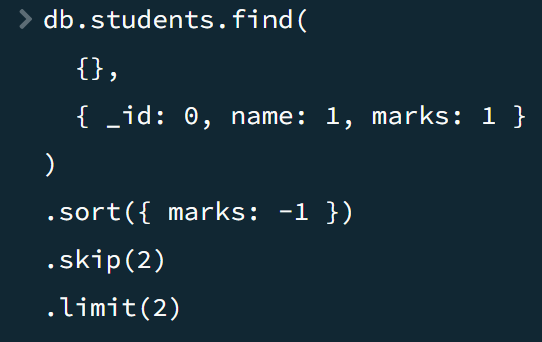 > db.students.find(
{},
{ _id: 0, name: 1, marks: 1 }
)
.sort({ marks: -1 })
.skip(2)
.limit(2)